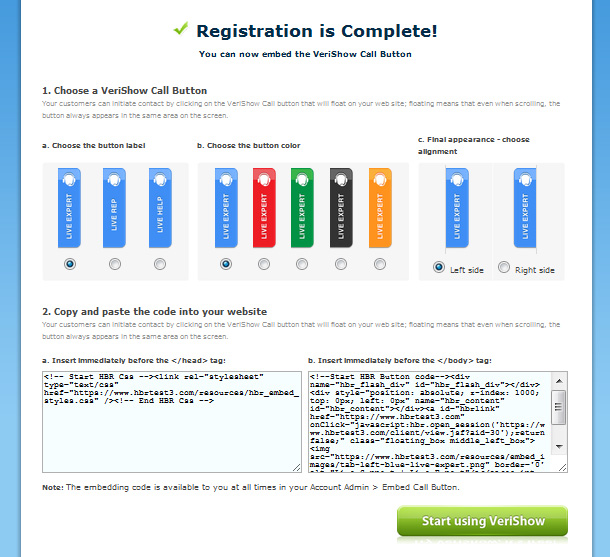 Registration is Complete!
You can now embed the VeriShow Call Button
1. Choose a VeriShow Call Button
Your customers can initiate contact by clicking on the VeriShow Call button that will float on your web site; floating means that even when scrolling, the
button always appears in the same area on the screen.
a. Choose the button label
b. Choose the button color
c. Final appearance - choose
alignment
LIVE EXPERT
LIVE REP
LIVE HELP
LIVE EXPERT
LIVE EXPERT
LIVE EXPERT
LIVE EXPERT
LIVE EXPERT
LIVE EXPERT
LIVE EXPERT
Left side
Right side
2. Copy and paste the code into your website
Your customers can initiate contact by clicking on the VeriShow Call button that will float on your web site; floating means that even when scrolling, the
button always appears in the same area on the screen.
a. Insert immediately before the </head> tag:
<!-- Start HBR Css --><link rel="stylesheet"
type="text/css"
href="https://www.hbrtest3.com/resources/hbr_embed_
styles.css" /><!-- End HBR Css -->
b. Insert immediately before the </body> tag:
<!--Start HBR Button code--><div
name="hbr_flash_div" id="hbr_flash_div"></div>
<div style="position: absolute; z-index: 1000;
top: 0px; left: 0px" name="hbr_content"
id="hbr_content"></div><a id="hbrlink"
href="https://www.hbrtest3.com"
onClick="javascript:hbr.open_session('https://ww
w.hbrtest3.com/client/view.jsf?aid-30');return
false;" class="floating_box middle_left_box">
<img
src="https://www.hbrtest3.com/resources/embed_im
ages/tab-left-blue-live-expert.png" border='0'
Note: The embedding code is available to you at all times in your Account Admin > Embed Call Button.
Start using VeriShow